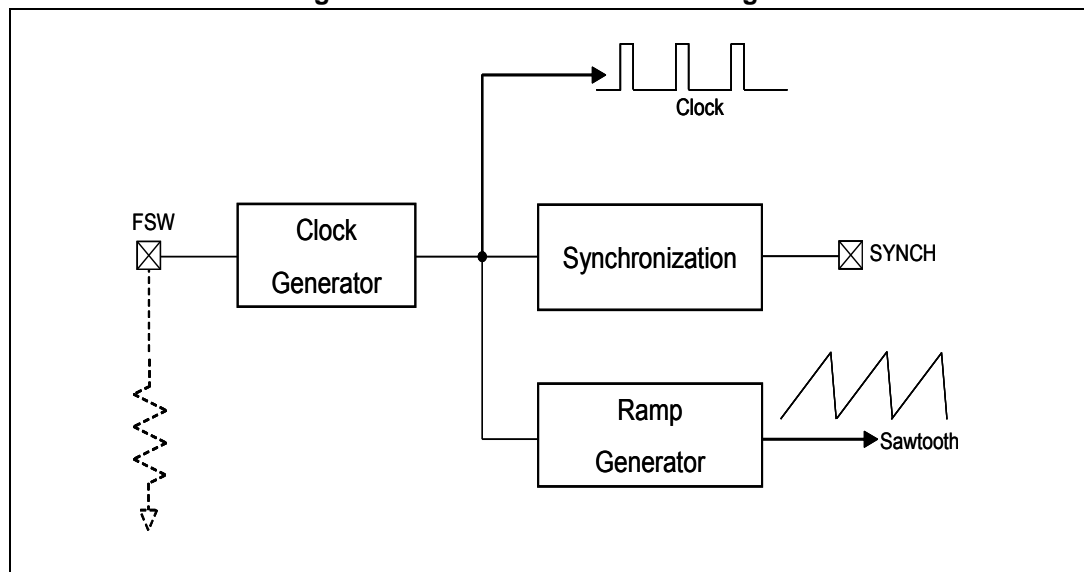 Clock
FSW
Clock
Generator
Synchronization
SYNCH
Ramp
Generator
Sawtooth